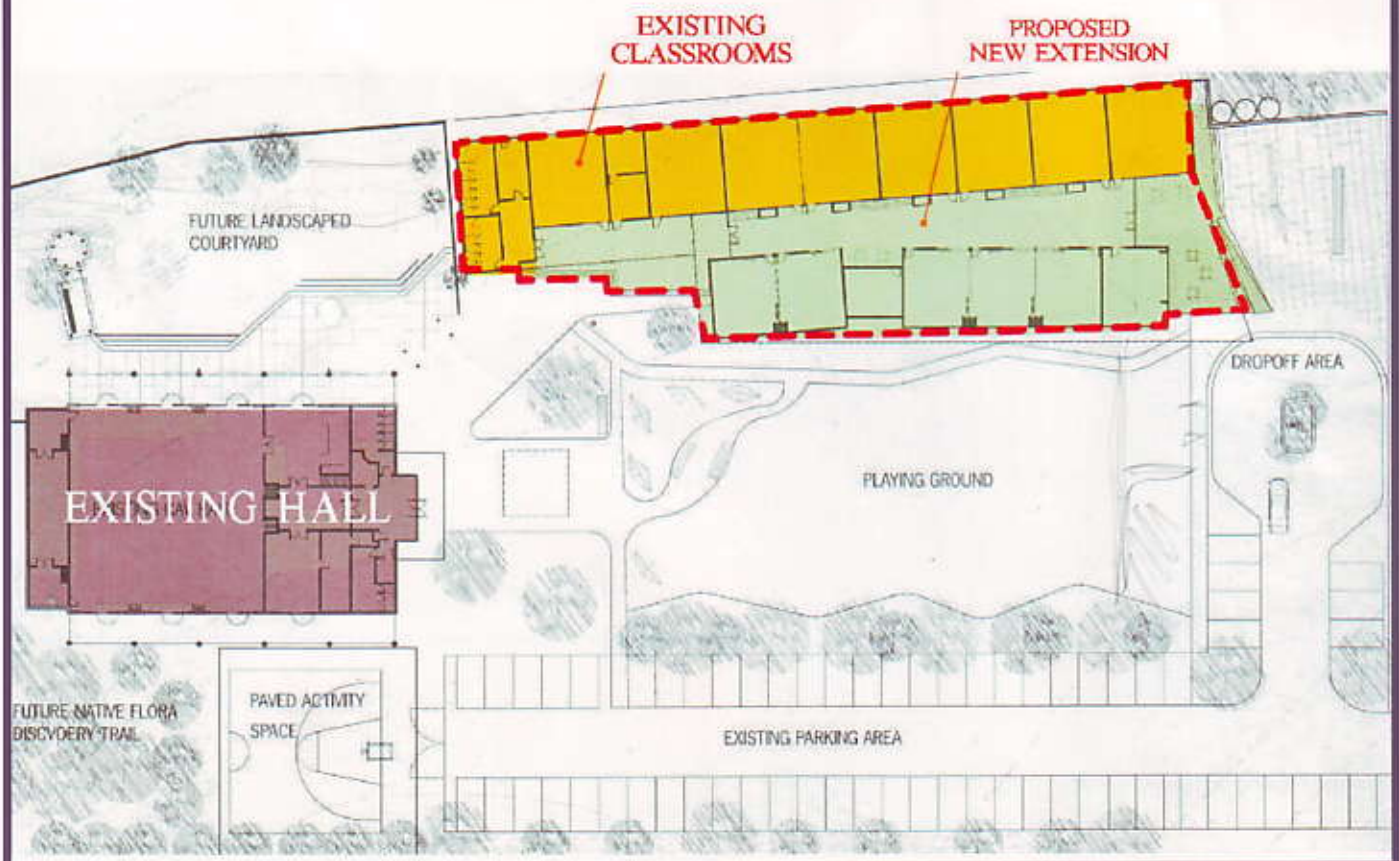 EXISTING
CLASSROOMS
PROPOSED
NEW EXTENSION
FUTURE LANDSCAPED
COURTYARD
DROPOFF AREA
PLAYING GROUND
EXISTING HALL
FUTURE NATIVE FLORA
DISCVOERY TRAIL
PAVED ACTIVITY
SPACE
EXISTING PARKING AREA